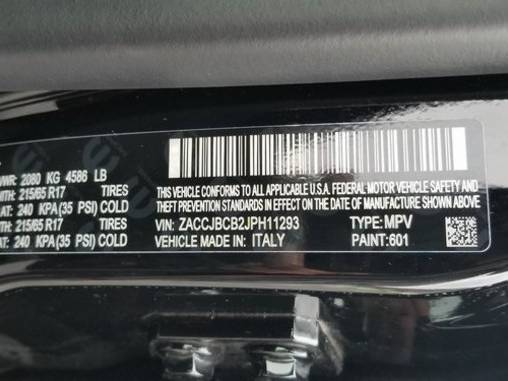 VWR: 2080 KG 4586 LB
WITH: 215/65 R17 TIRES
AT: 240 KPA(35 PSI) COLD
WITH: 215/65 R17 TIRES
AT: 240 KPA(35 PSI) COLD
THIS VEHICLE CONFORMS TO ALL APPLICABLE U.S.A. FEDERAL MOTOR VEHICLE SAFETY AND
THEFT PREVENTION STANDARDS IN EFFECT ON THE DATE OF MANUFACTURE SHOWN ABOVE
VIN: ZACCJBCB2JPH11293 TYPE: MPV
VEHICLE MADE IN: ITALY PAINT: 601